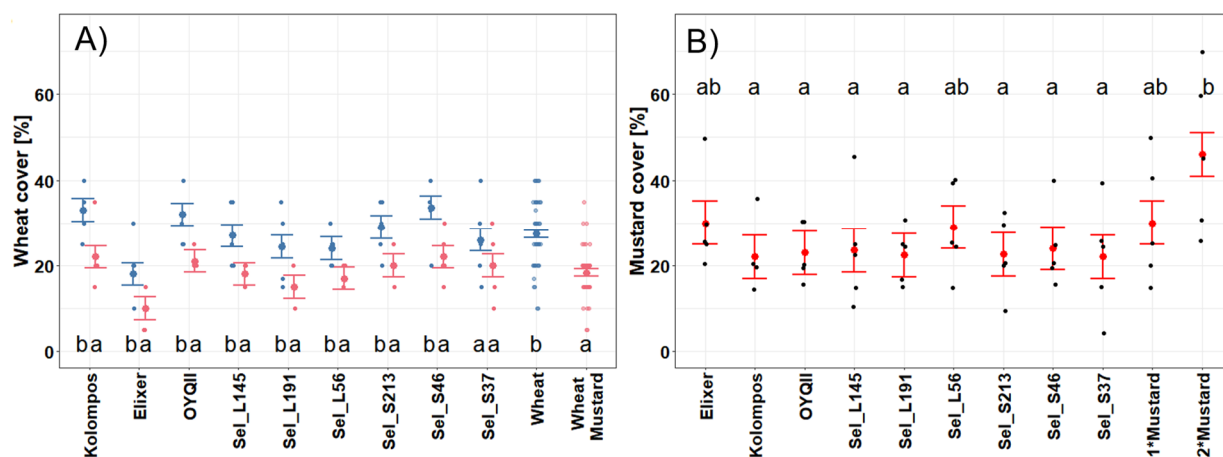 A)
Wheat cover [%]
60
40
20
0
ba ba ba ba ba ba ba ba aa b a
Kolompos
Elixer
OYQII
Sel_L145
Sel_L191
Sel_L56
Sel_S213
Sel_S46
Sel_S37
Wheat
Wheat
Mustard
B)
Mustard cover [%]
60
40
20
0
ab a a a a ab a a a ab b
Elixer
Kolompos
OYQII
Sel_L145
Sel_L191
Sel_L56
Sel_S213
Sel_S46
Sel_S37
1*Mustard
2*Mustard